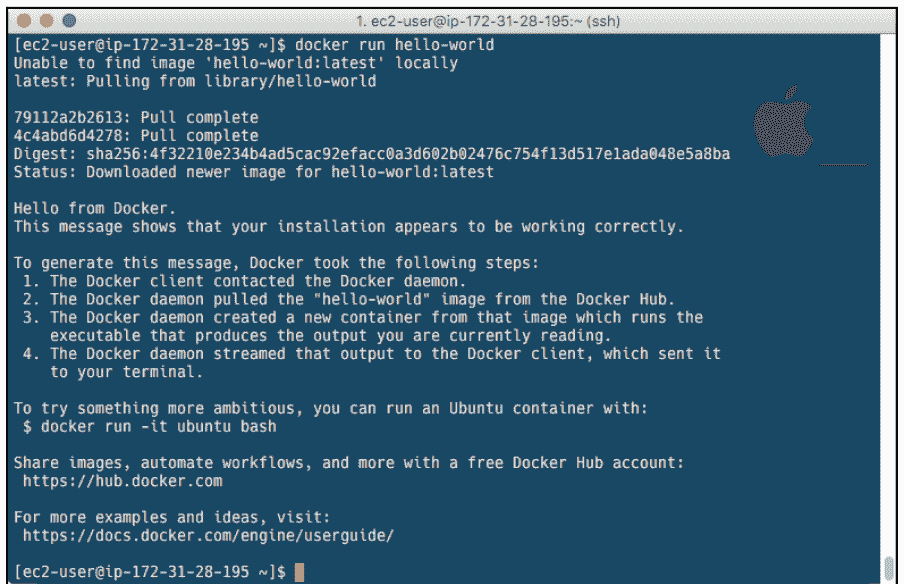 1. ec2-user@ip-172-31-28-195:~ (ssh)
[ec2-user@ip-172-31-28-195 ~]$ docker run hello-world
Unable to find image 'hello-world:latest' locally
latest: Pulling from library/hello-world
79112a2b2613: Pull complete
4c4abd6d4278: Pull complete
Digest: sha256:4f32210e234b4ad5cac92efacc0a3d602b02476c754f13d517e1ada048e5a8ba
Status: Downloaded newer image for hello-world:latest
Hello from Docker.
This message shows that your installation appears to be working correctly.
To generate this message, Docker took the following steps:
1. The Docker client contacted the Docker daemon.
2. The Docker daemon pulled the "hello-world" image from the Docker Hub.
3. The Docker daemon created a new container from that image which runs the
executable that produces the output you are currently reading.
4. The Docker daemon streamed that output to the Docker client, which sent it
to your terminal.
To try something more ambitious, you can run an Ubuntu container with:
$ docker run -it ubuntu bash
Share images, automate workflows, and more with a free Docker Hub account:
https://hub.docker.com
For more examples and ideas, visit:
https://docs.docker.com/engine/userguide/
[ec2-user@ip-172-31-28-195 ~]$